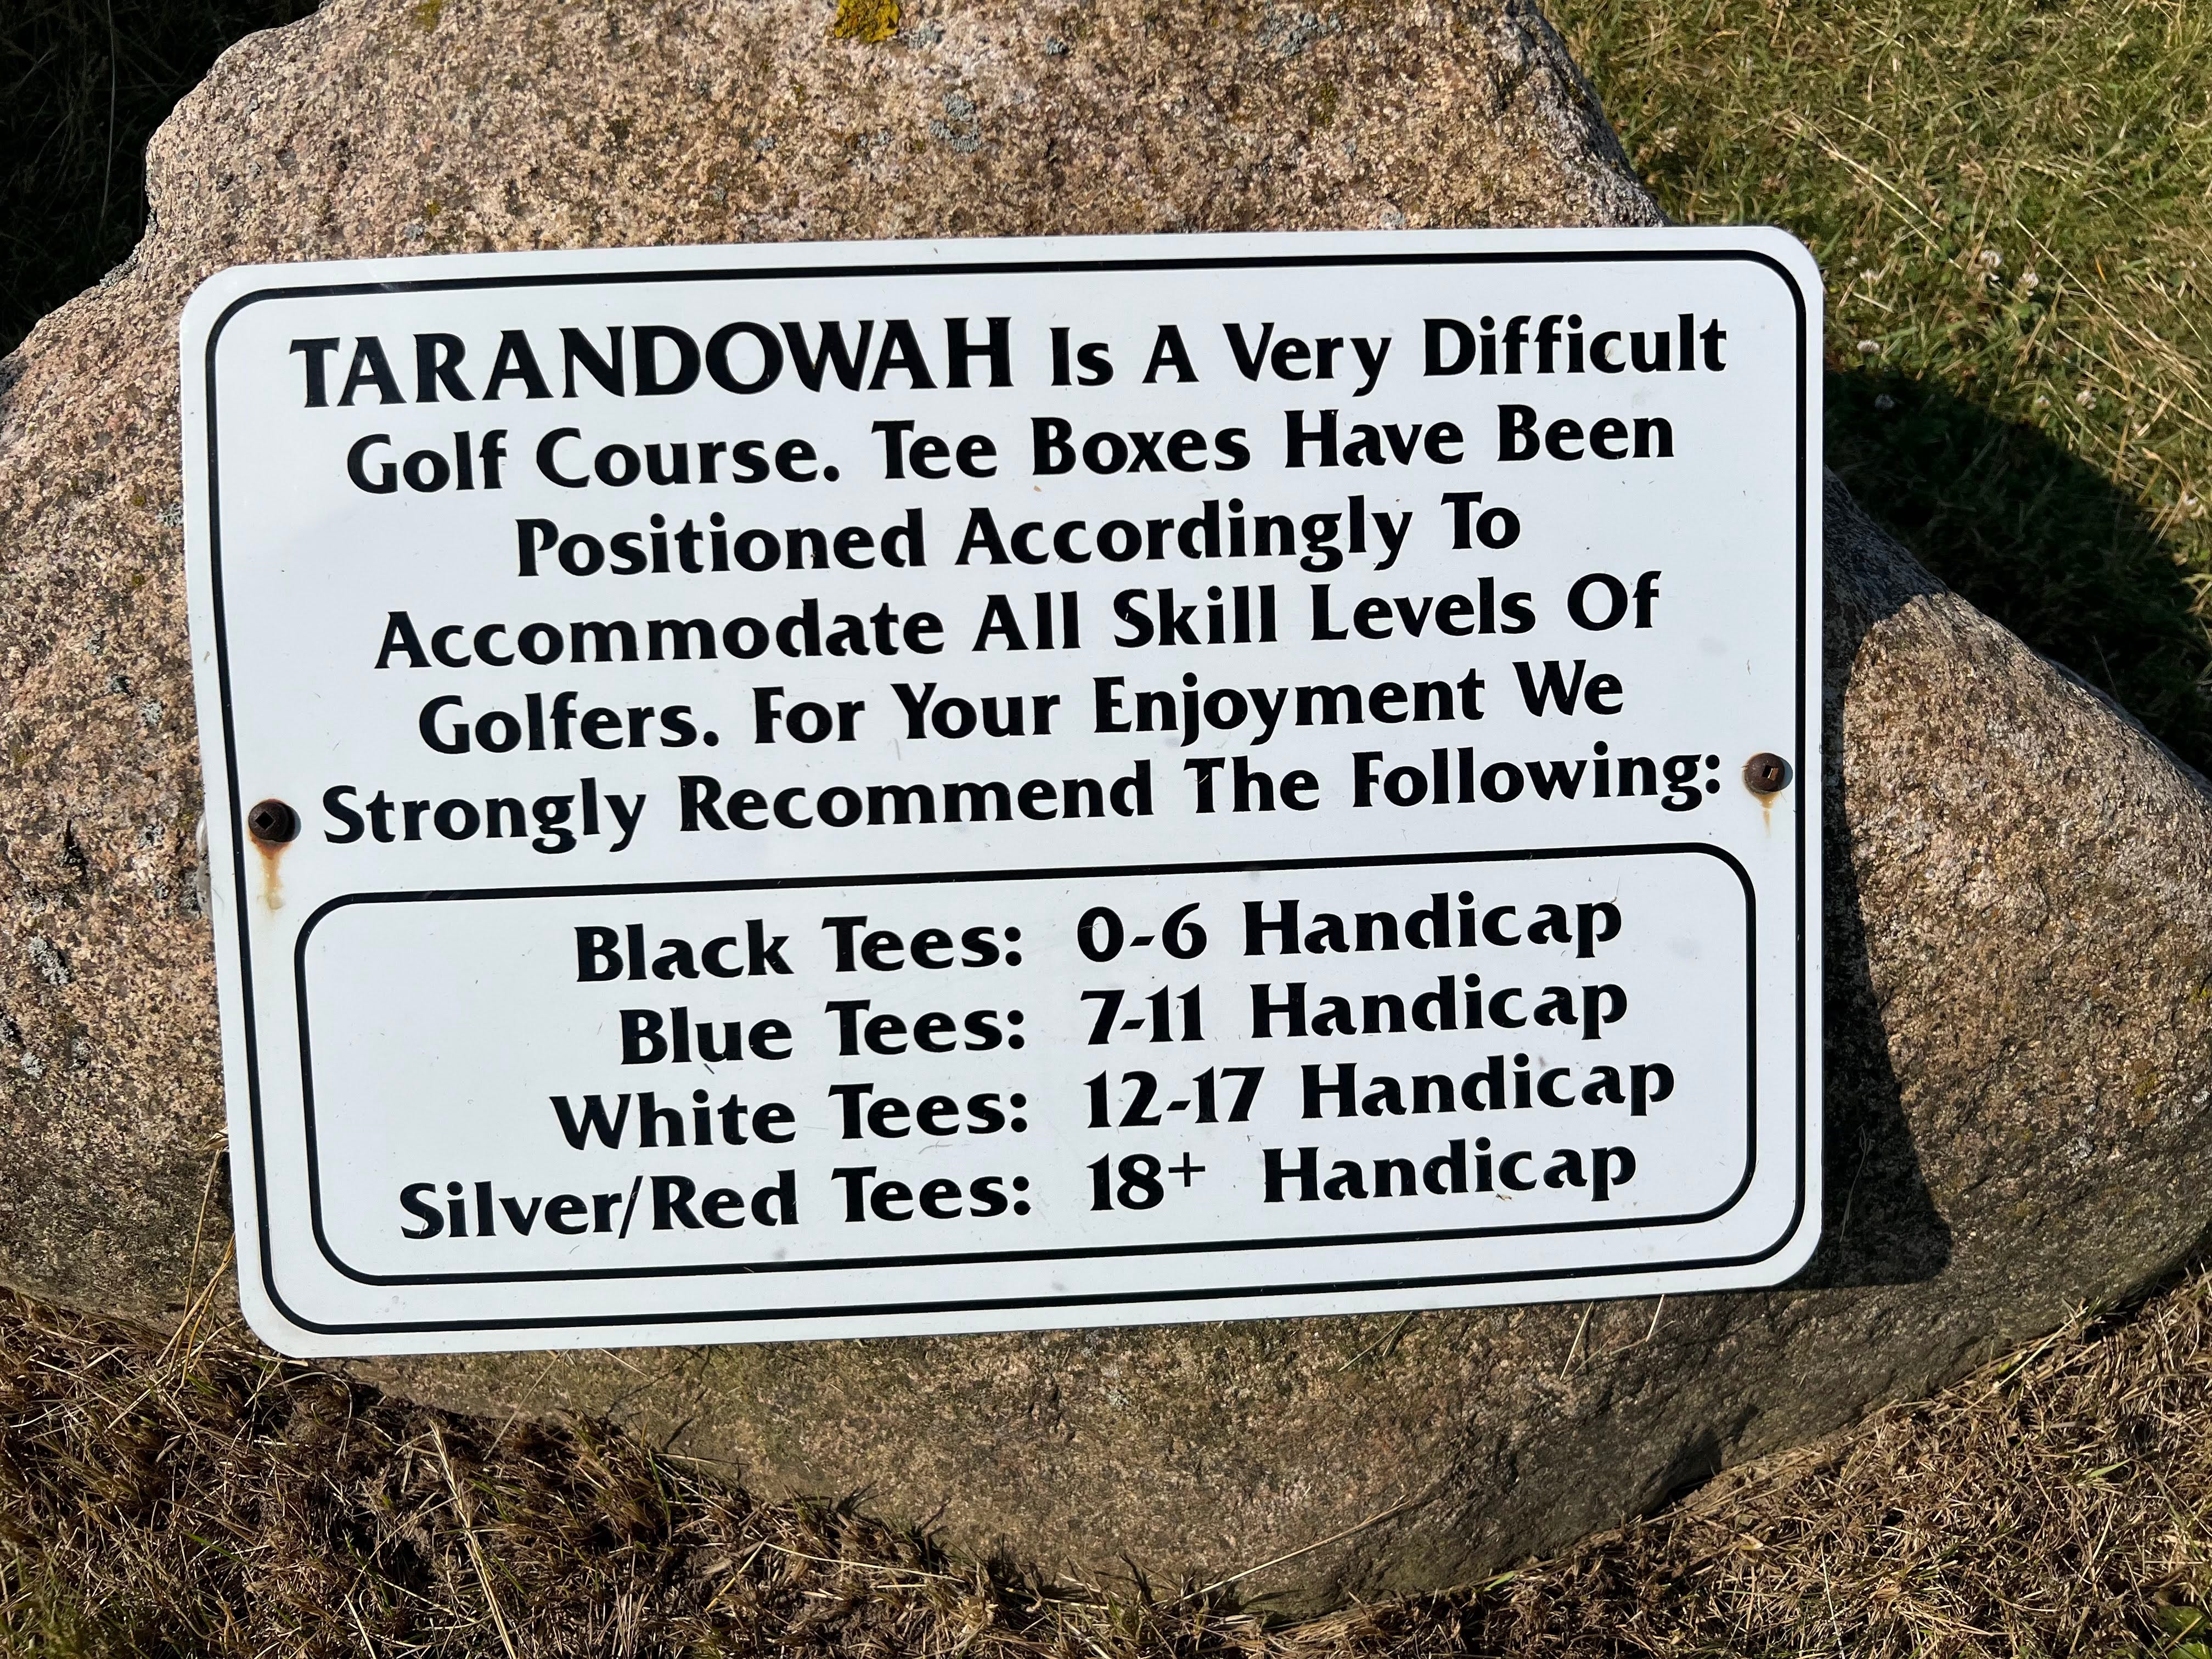 TARANDOWAH Is A Very Difficult
Golf Course. Tee Boxes Have Been
Positioned Accordingly To
Accommodate All Skill Levels Of
Golfers. For Your Enjoyment We
Strongly Recommend The Following:
Black Tees: 0-6 Handicap
Blue Tees: 7-11 Handicap
White Tees: 12-17 Handicap
Silver/Red Tees: 18+ Handicap